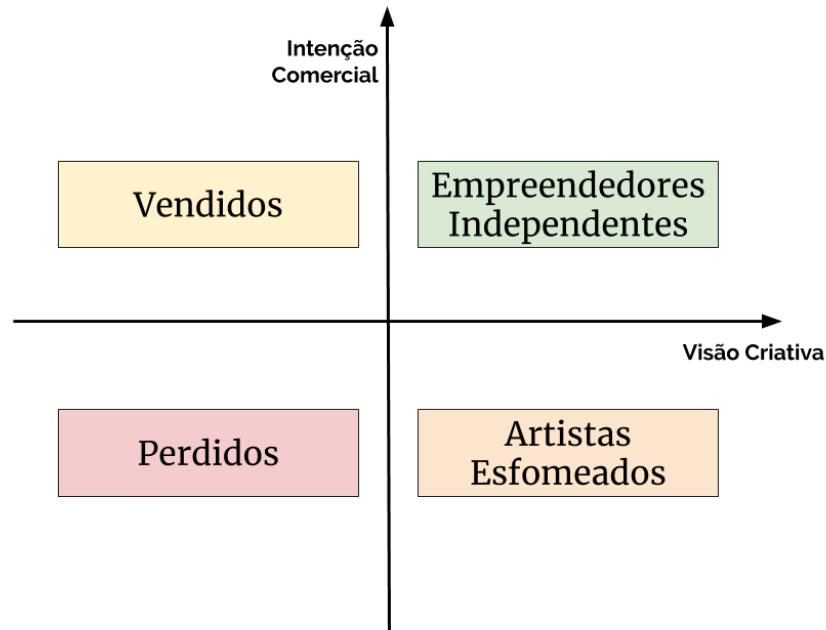 Intenção
Comercial
Vendidos
Empreendedores
Independentes
Visão Criativa
Perdidos
Artistas
Esfomeados